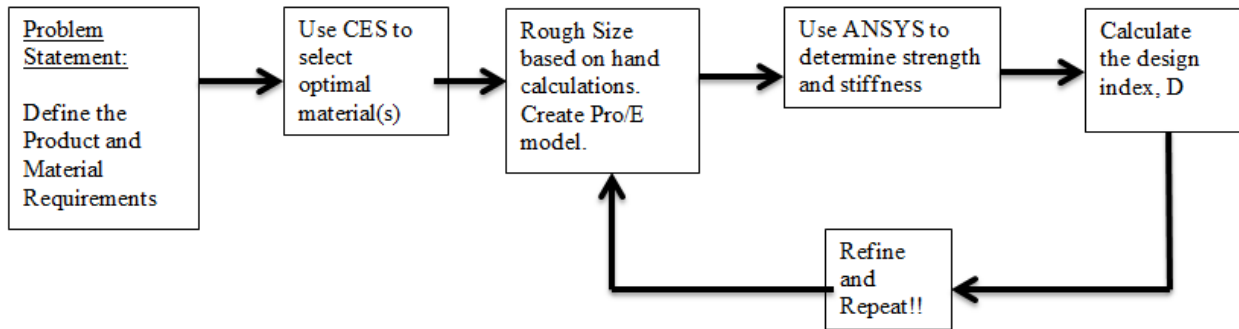 Problem
Statement:
Define the
Product and
Material
Requirements
Use CES to
select
optimal
material(s)
Rough Size
based on hand
calculations.
Create Pro/E
model.
Use ANSYS to
determine strength
and stiffness
Calculate
the design
index, D
Refine
and
Repeat!!